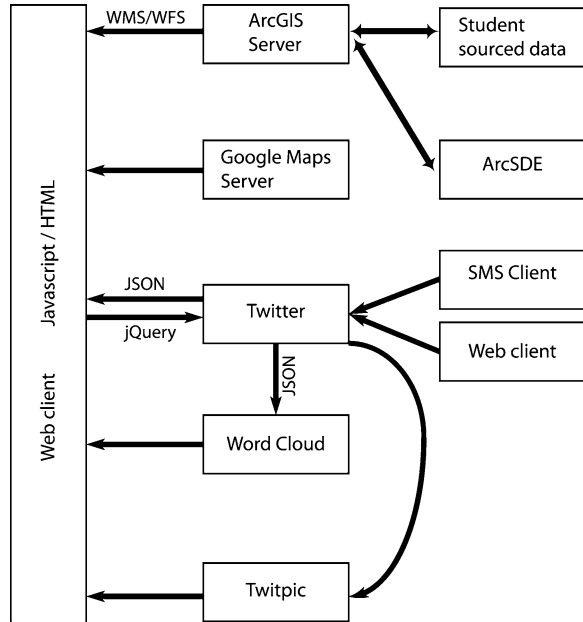 WMS/WFS
ArcGIS
Server
Student
sourced data
Google Maps
Server
ArcSDE
Javascript / HTML
Web client
JSON
jQuery
Twitter
SMS Client
Web client
JSON
Word Cloud
Twitpic